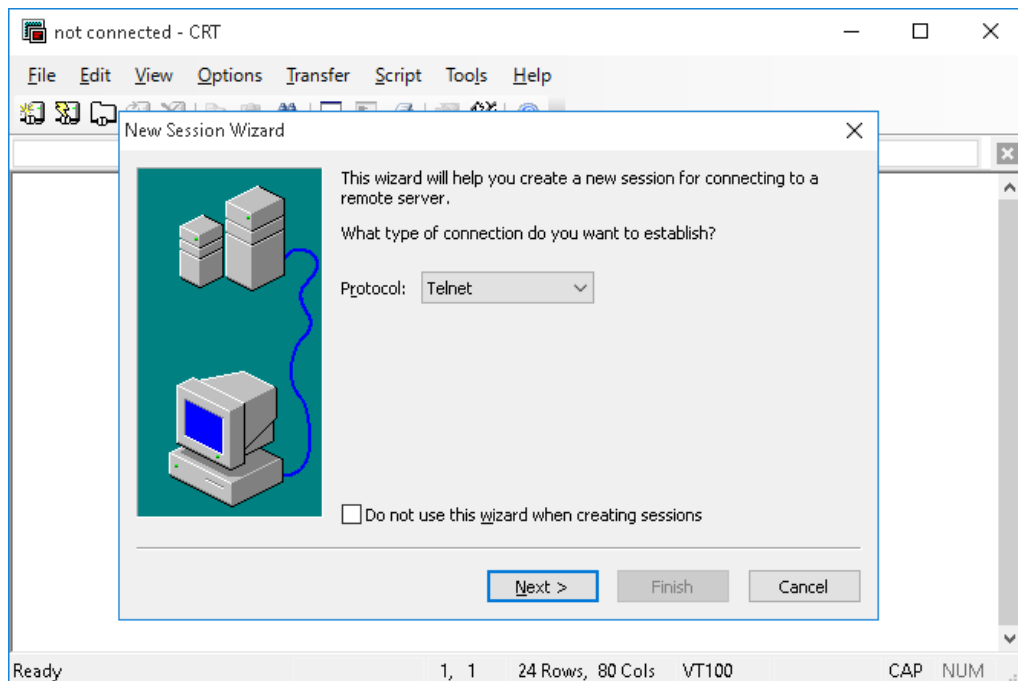 not connected - CRT
File Edit View Options Transfer Script Tools Help
New Session Wizard
This wizard will help you create a new session for connecting to a
remote server.
What type of connection do you want to establish?
Protocol: Telnet
Do not use this wizard when creating sessions
Next > Finish Cancel
Ready 1, 1 24 Rows, 80 Cols VT100 CAP NUM